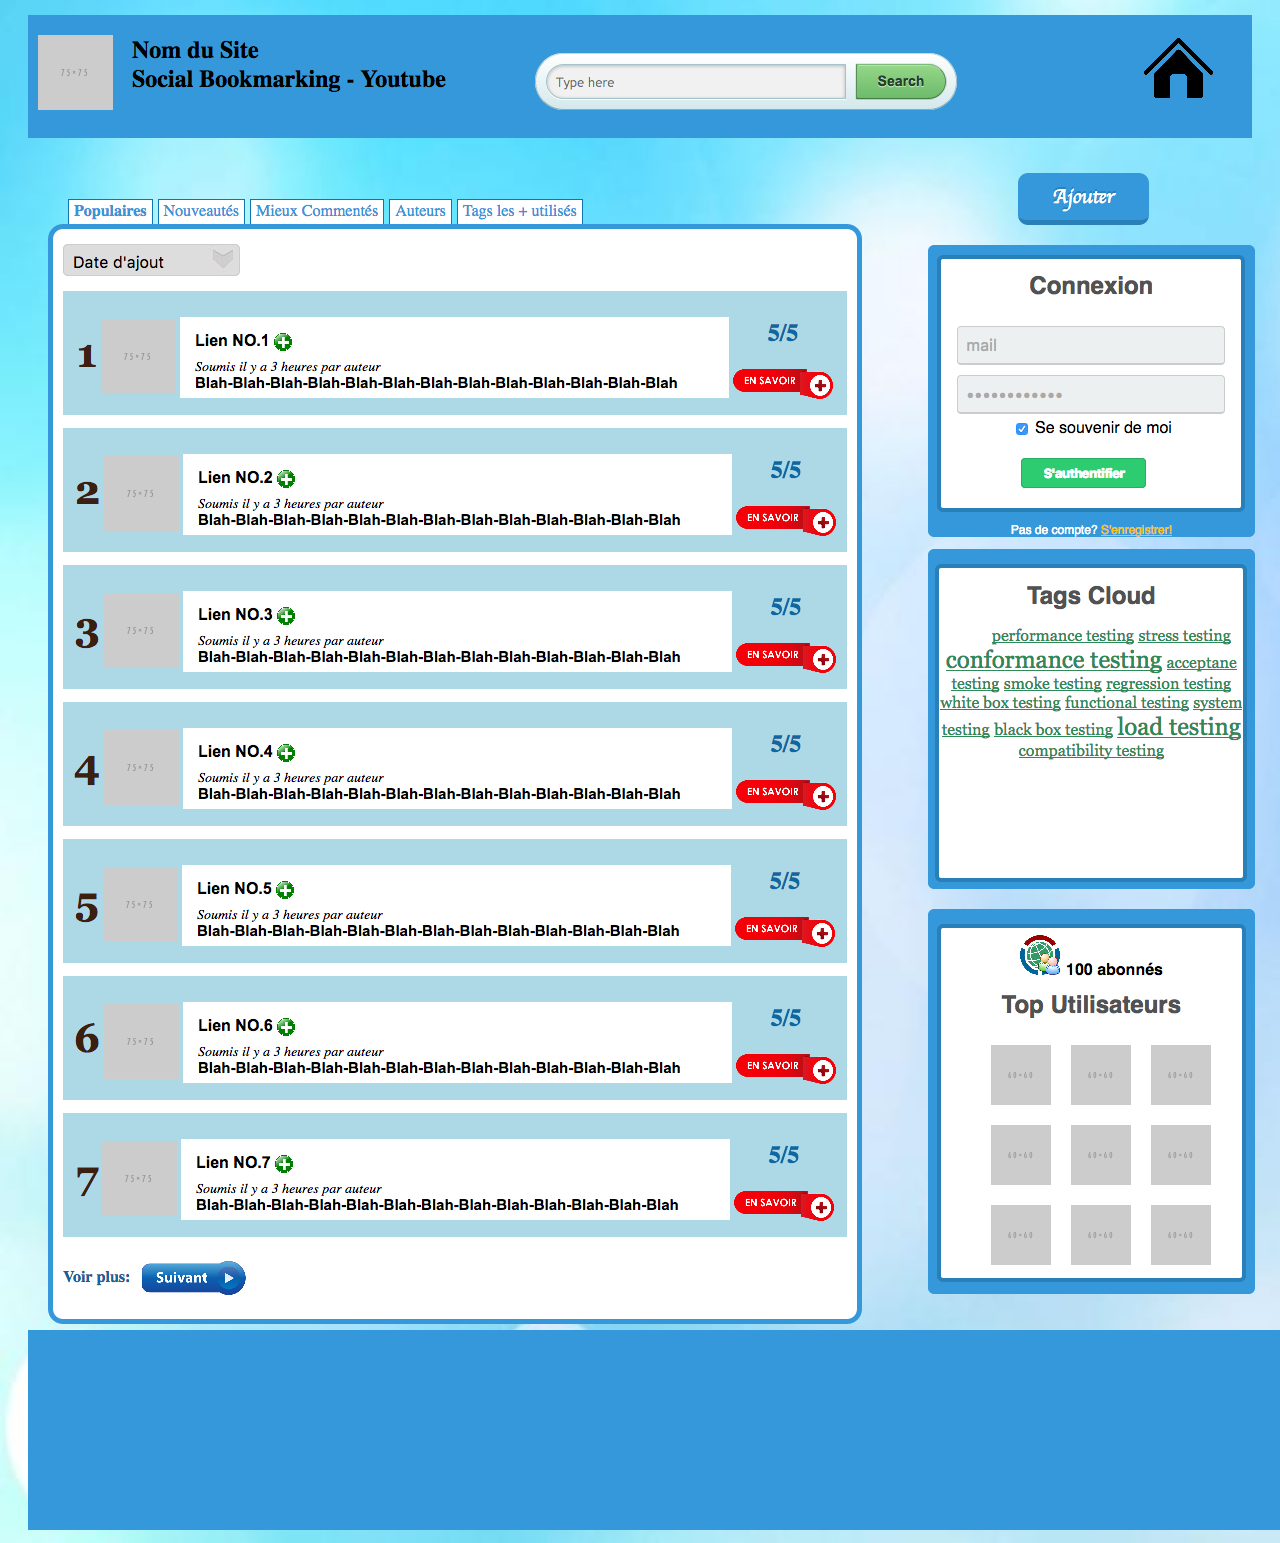 75×75
Nom du Site
Social Bookmarking - Youtube
Type here
Search
Ajouter
Populaires
Nouveautés
Mieux Commentés
Auteurs
Tags les + utilisés
Date d'ajout
1
75×75
Lien NO.1
Soumis il y a 3 heures par auteur
Blah-Blah-Blah-Blah-Blah-Blah-Blah-Blah-Blah-Blah-Blah-Blah-Blah
5/5
EN SAVOIR
2
75×75
Lien NO.2
Soumis il y a 3 heures par auteur
Blah-Blah-Blah-Blah-Blah-Blah-Blah-Blah-Blah-Blah-Blah-Blah-Blah
5/5
EN SAVOIR
3
75×75
Lien NO.3
Soumis il y a 3 heures par auteur
Blah-Blah-Blah-Blah-Blah-Blah-Blah-Blah-Blah-Blah-Blah-Blah-Blah
5/5
EN SAVOIR
4
75×75
Lien NO.4
Soumis il y a 3 heures par auteur
Blah-Blah-Blah-Blah-Blah-Blah-Blah-Blah-Blah-Blah-Blah-Blah-Blah
5/5
EN SAVOIR
5
75×75
Lien NO.5
Soumis il y a 3 heures par auteur
Blah-Blah-Blah-Blah-Blah-Blah-Blah-Blah-Blah-Blah-Blah-Blah-Blah
5/5
EN SAVOIR
6
75×75
Lien NO.6
Soumis il y a 3 heures par auteur
Blah-Blah-Blah-Blah-Blah-Blah-Blah-Blah-Blah-Blah-Blah-Blah-Blah
5/5
EN SAVOIR
7
75×75
Lien NO.7
Soumis il y a 3 heures par auteur
Blah-Blah-Blah-Blah-Blah-Blah-Blah-Blah-Blah-Blah-Blah-Blah-Blah
5/5
EN SAVOIR
Voir plus:
Suivant
Connexion
mail
••••••••••••
Se souvenir de moi
S'authentifier
Pas de compte? S'enregistrer!
Tags Cloud
performance testing stress testing
conformance testing acceptane
testing smoke testing regression testing
white box testing functional testing system
testing black box testing load testing
compatibility testing
100 abonnés
Top Utilisateurs
60×60 60×60 60×60
60×60 60×60 60×60
60×60 60×60 60×60